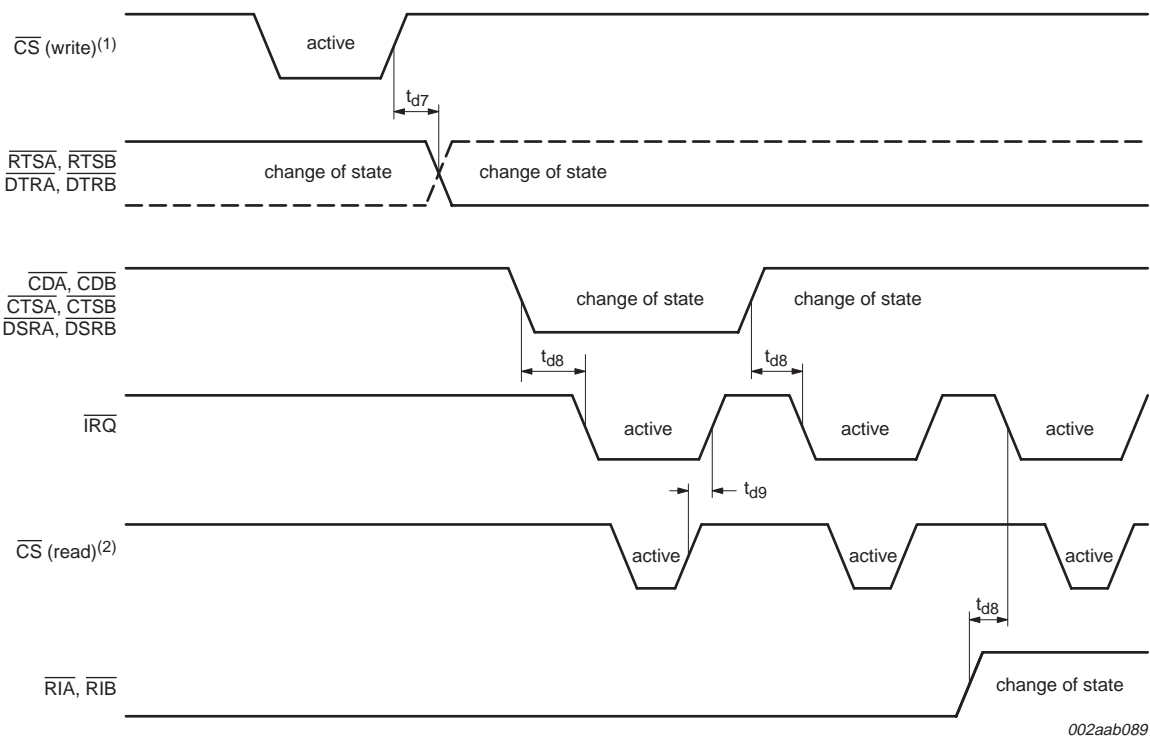 CS (write)(1)
active
td7
RTSA, RTSB
DTRA, DTRB
change of state
change of state
CDA, CDB
CTSA, CTSB
DSRA, DSRB
change of state
change of state
td8
td8
IRQ
active
active
active
td9
CS (read)(2)
active
active
active
td8
RIA, RIB
change of state
002aab089